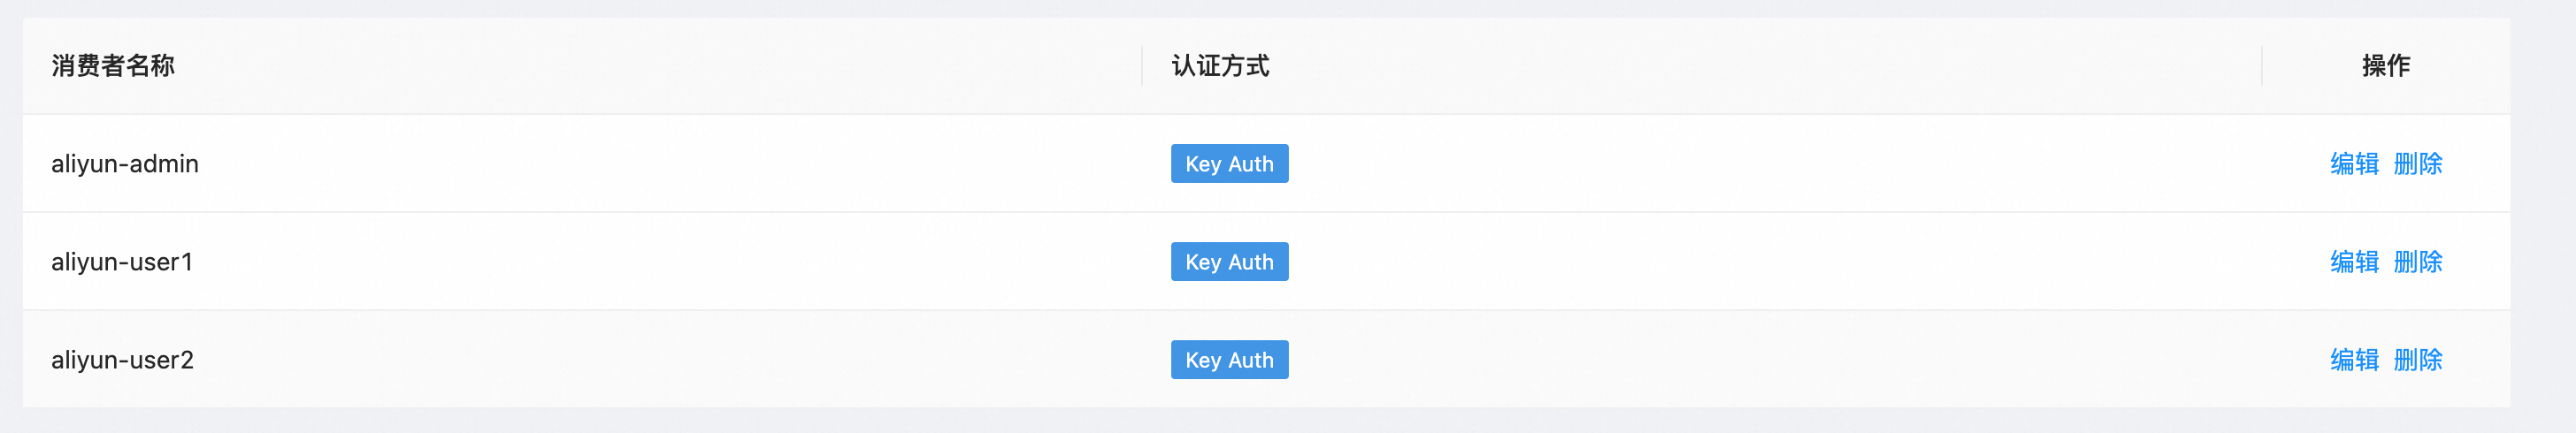 消费者名称 认证方式 操作
aliyun-admin Key Auth 编辑 删除
aliyun-user1 Key Auth 编辑 删除
aliyun-user2 Key Auth 编辑 删除